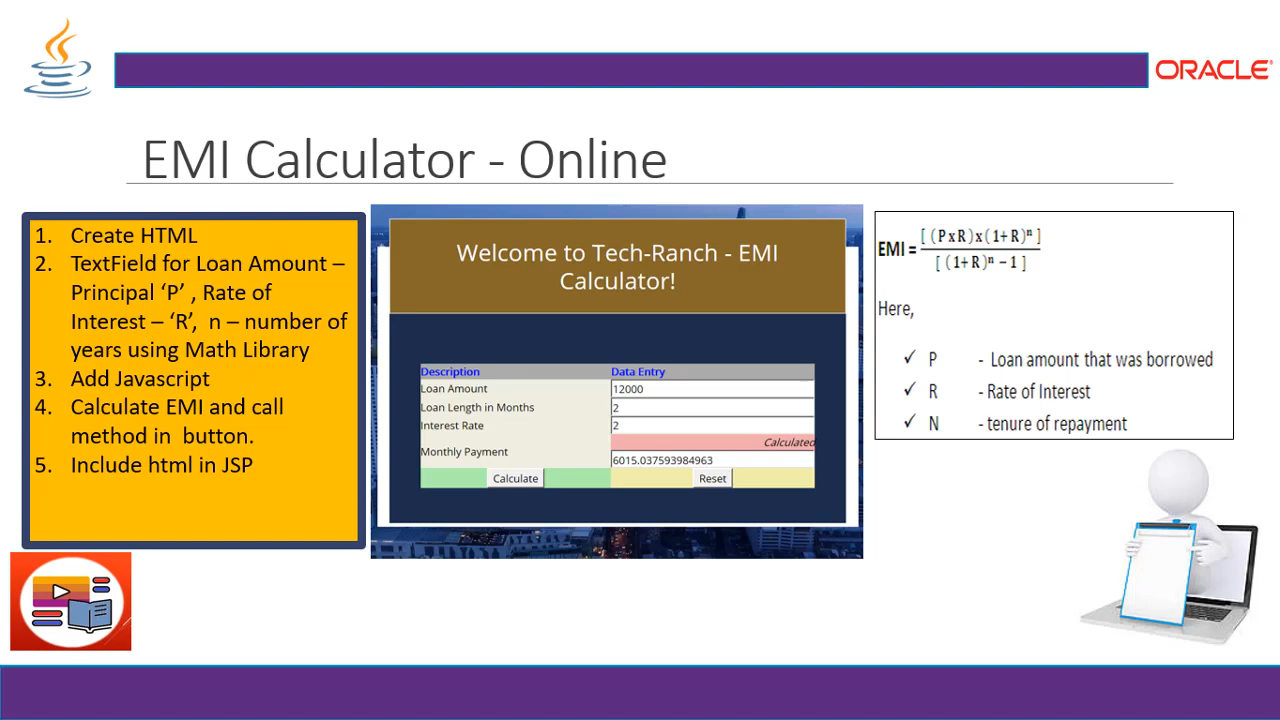 ORACLE
EMI Calculator - Online
1. Create HTML
2. TextField for Loan Amount –
Principal ‘P’ , Rate of
Interest – ‘R’, n – number of
years using Math Library
3. Add Javascript
4. Calculate EMI and call
method in button.
5. Include html in JSP
Welcome to Tech-Ranch - EMI
Calculator!
Description Data Entry
Loan Amount 12000
Loan Length in Months 2
Interest Rate 2
Calculated
Monthly Payment 6015.037593984963
Calculate Reset
EMI = [ (P x R) x (1+R)ⁿ ]
[ (1+R)ⁿ – 1 ]
Here,
✓ P - Loan amount that was borrowed
✓ R - Rate of Interest
✓ N - tenure of repayment